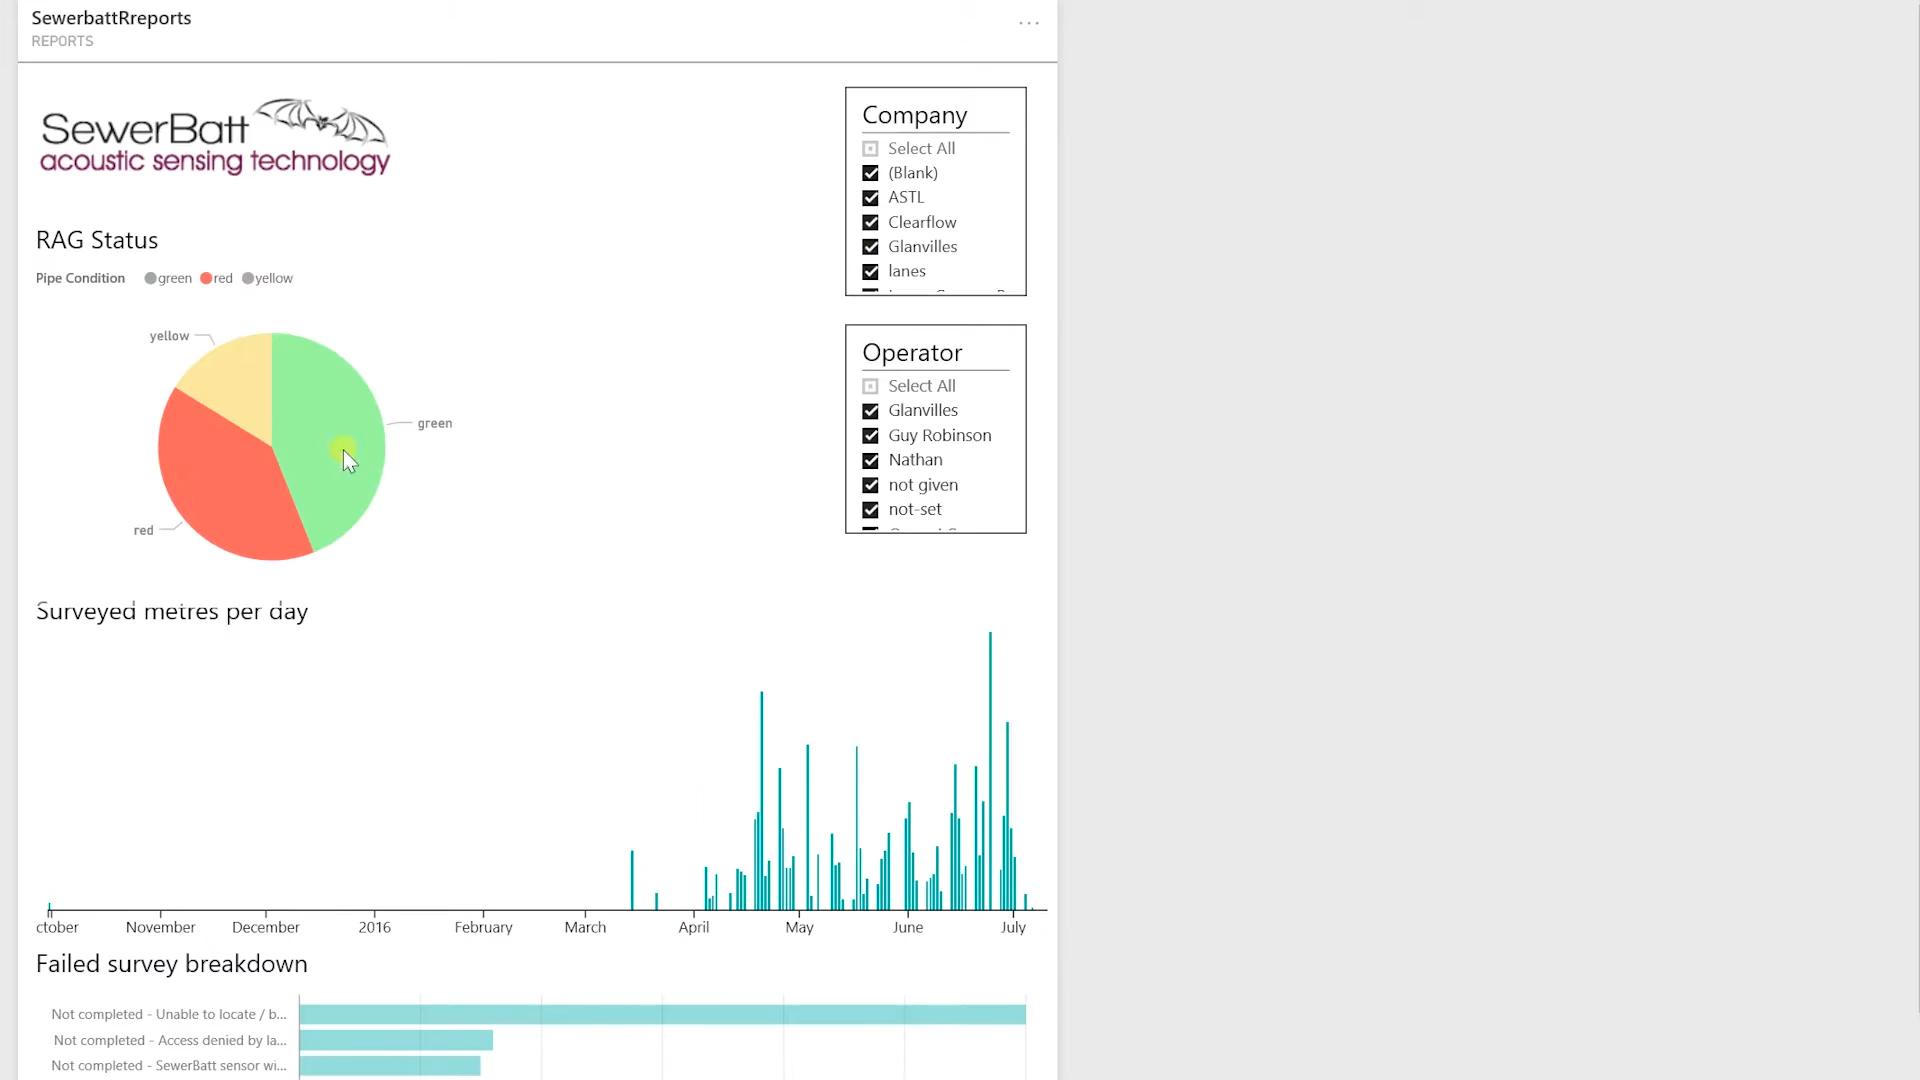 SewerbattRreports
REPORTS
SewerBatt
acoustic sensing technology
Company
Select All
(Blank)
ASTL
Clearflow
Glanvilles
lanes
RAG Status
Pipe Condition green red yellow
yellow
green
red
Operator
Select All
Glanvilles
Guy Robinson
Nathan
not given
not-set
Surveyed metres per day
ctober November December 2016 February March April May June July
Failed survey breakdown
Not completed - Unable to locate / b...
Not completed - Access denied by la...
Not completed - SewerBatt sensor wi...